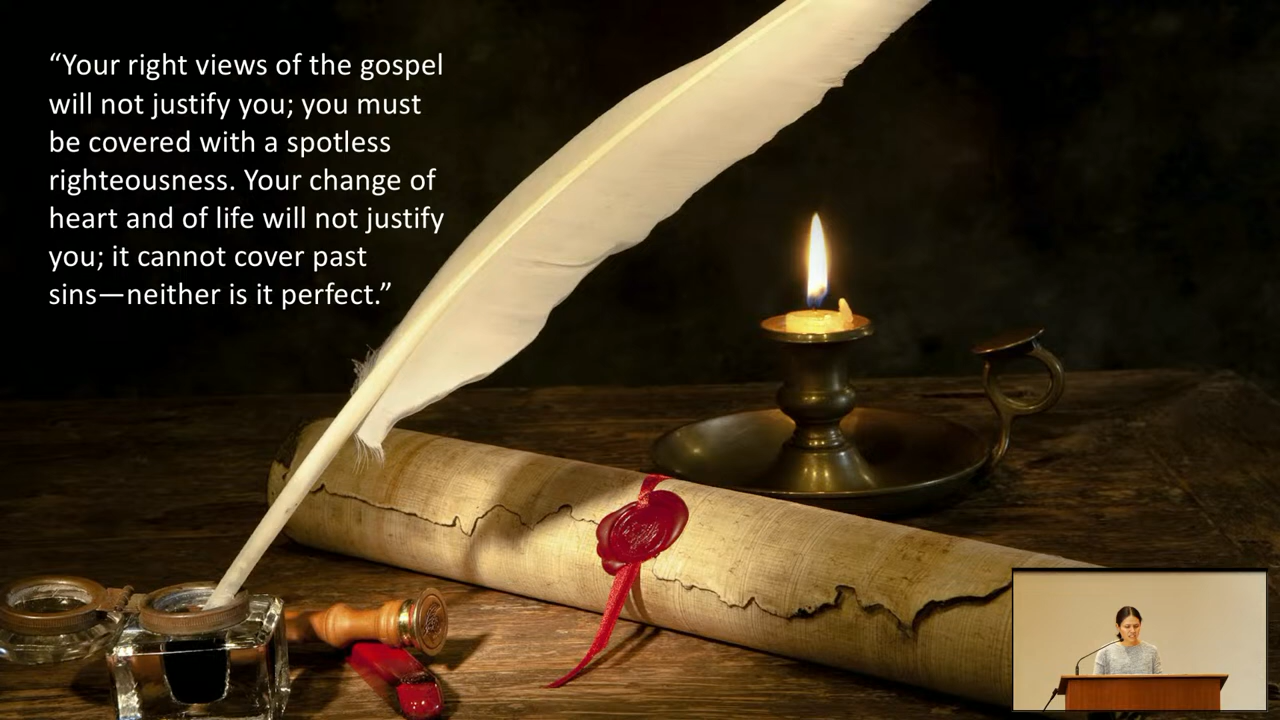 “Your right views of the gospel
will not justify you; you must
be covered with a spotless
righteousness. Your change of
heart and of life will not justify
you; it cannot cover past
sins—neither is it perfect.”